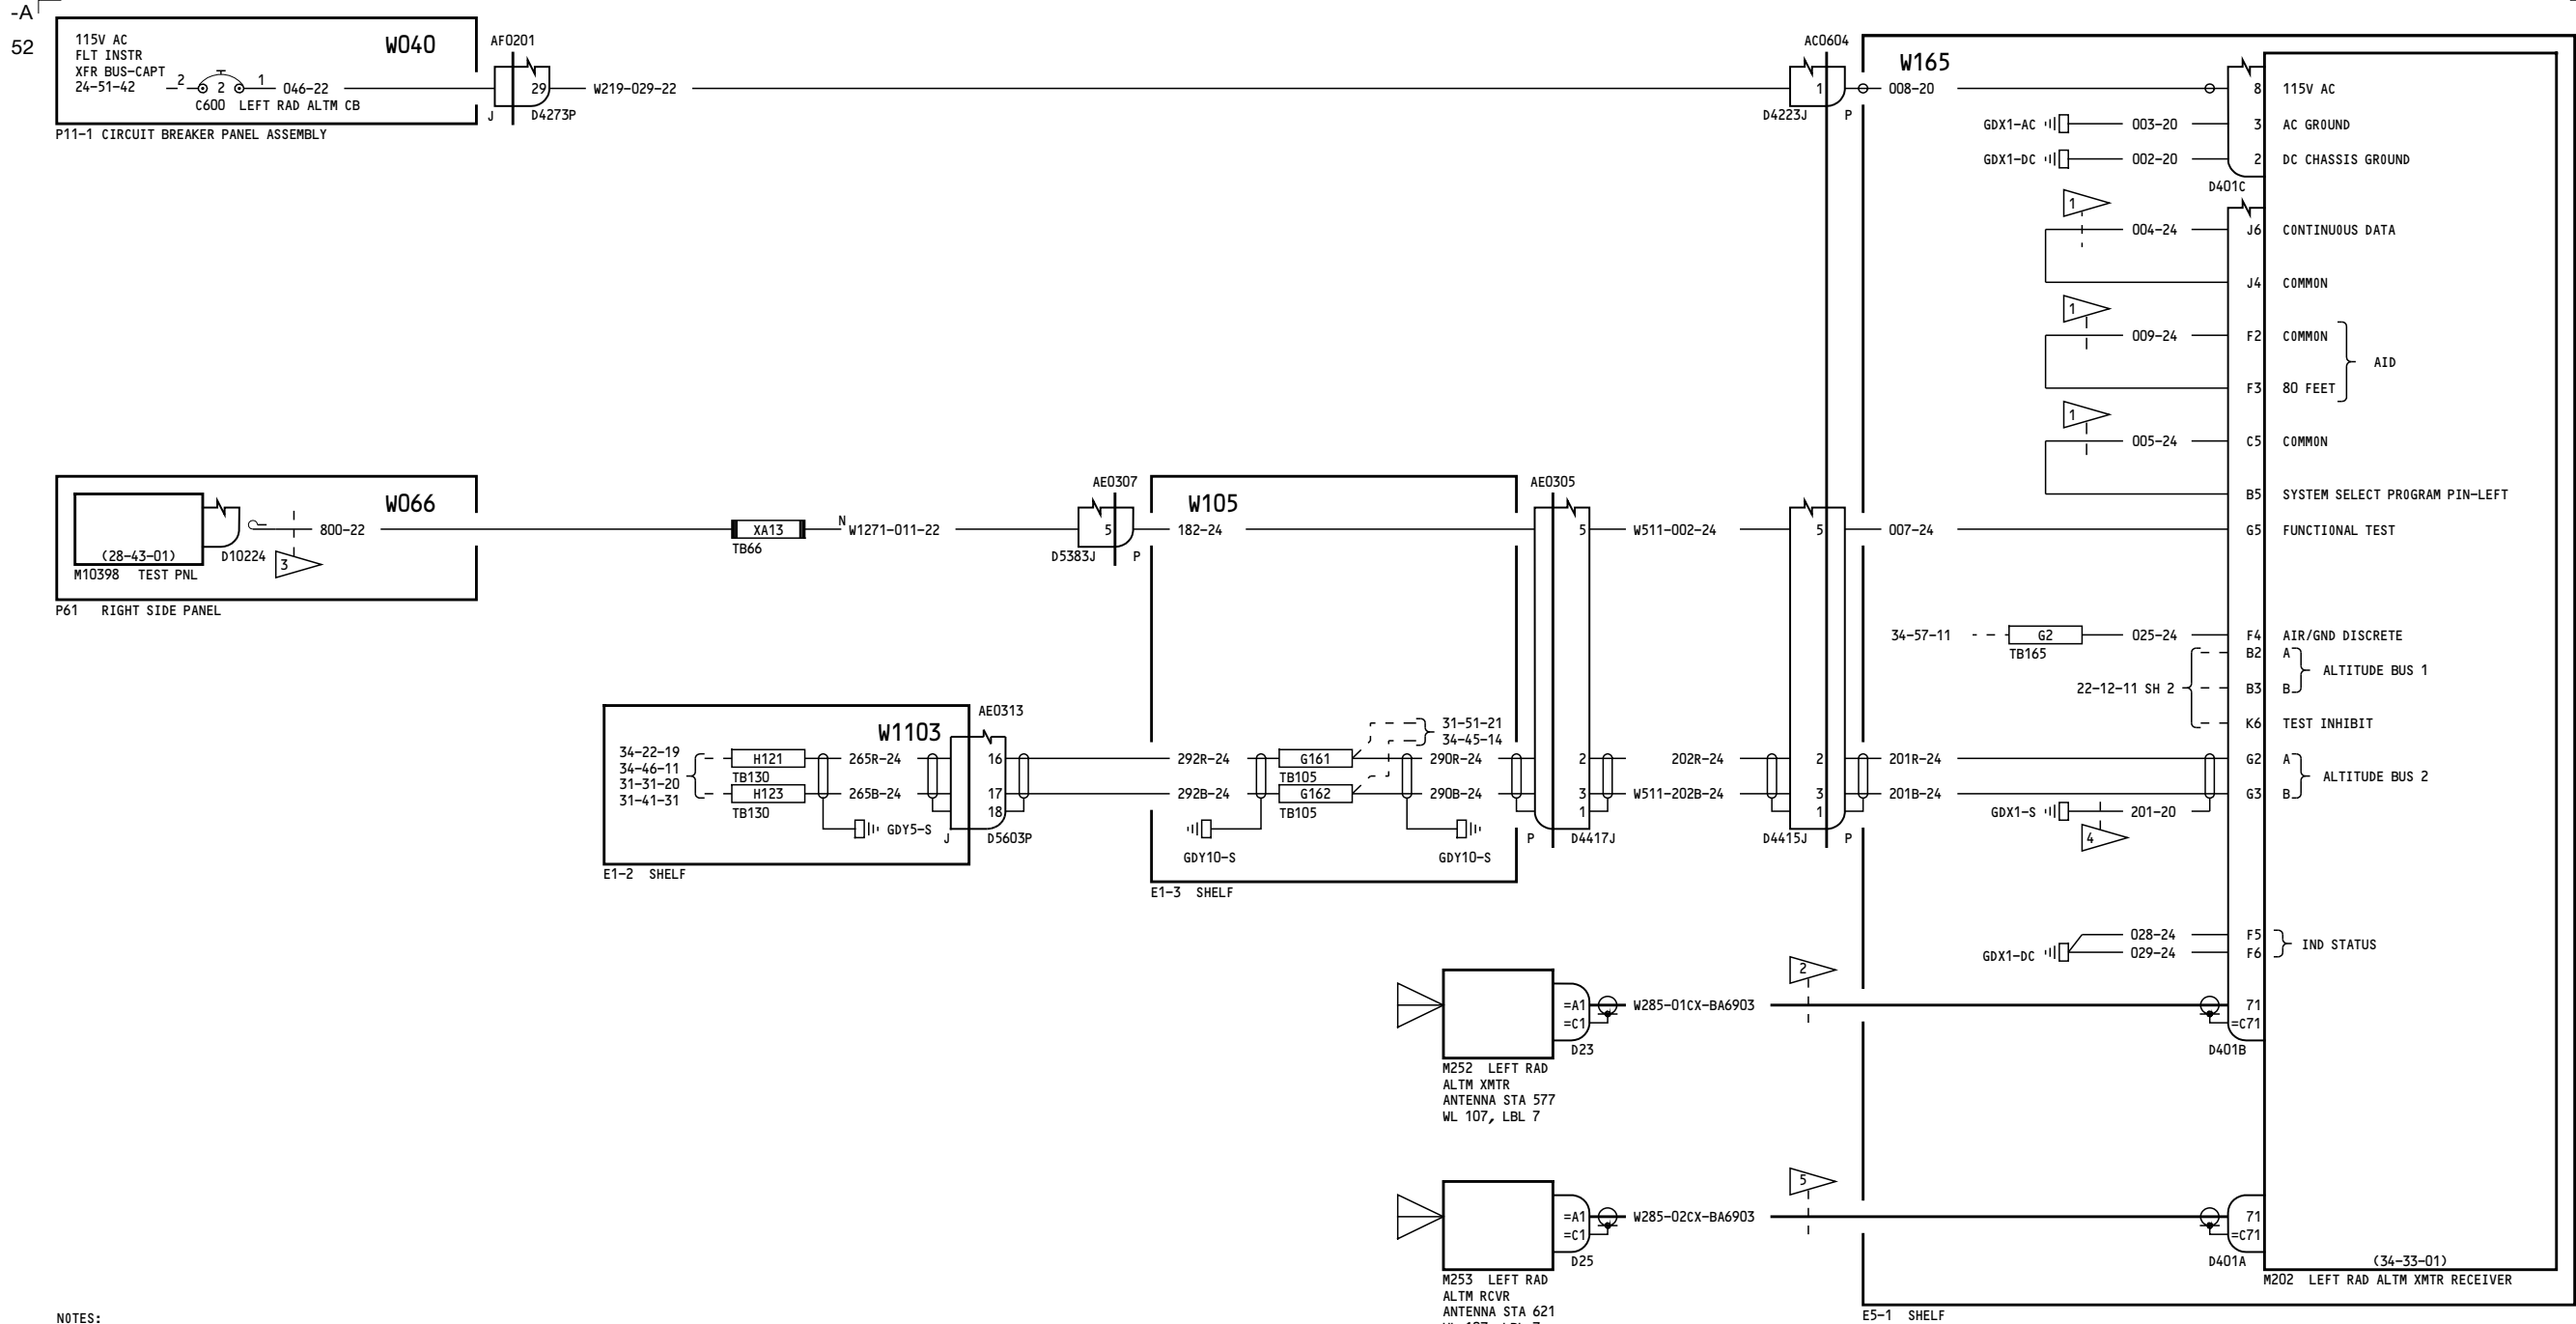 -A
52
115V AC
FLT INSTR
XFR BUS-CAPT
24-51-42
W040
2 2 1 046-22
C600 LEFT RAD ALTM CB
P11-1 CIRCUIT BREAKER PANEL ASSEMBLY
AF0201
29
J D4273P
W219-029-22
AC0604
1
D4223J P
W165
008-20
8 115V AC
GDX1-AC 003-20 3 AC GROUND
GDX1-DC 002-20 2 DC CHASSIS GROUND
D401C
1
004-24 J6 CONTINUOUS DATA
J4 COMMON
1
009-24 F2 COMMON
AID
F3 80 FEET
1
005-24 C5 COMMON
B5 SYSTEM SELECT PROGRAM PIN-LEFT
W066
(28-43-01)
D10224
M10398 TEST PNL
3
800-22
P61 RIGHT SIDE PANEL
XA13
TB66
N W1271-011-22
AE0307
5
D5383J P
W105
182-24
AE0305
5 W511-002-24 5 007-24 G5 FUNCTIONAL TEST
34-57-11 G2 025-24 F4 AIR/GND DISCRETE
TB165
B2 A
ALTITUDE BUS 1
22-12-11 SH 2 B3 B
K6 TEST INHIBIT
AE0313
W1103
34-22-19
34-46-11
31-31-20
31-41-31
H121 265R-24 16
TB130
H123 265B-24 17
TB130
18
GDY5-S
J D5603P
E1-2 SHELF
31-51-21
34-45-14
292R-24 G161 290R-24 2 202R-24 2 201R-24 G2 A
TB105
ALTITUDE BUS 2
292B-24 G162 290B-24 3 W511-202B-24 3 201B-24 G3 B
TB105
1 1
GDX1-S 201-20
4
GDY10-S GDY10-S
P D4417J
D4415J P
E1-3 SHELF
028-24 F5
IND STATUS
GDX1-DC 029-24 F6
2
=A1 W285-01CX-BA6903 71
=C1 =C71
D23
D401B
M252 LEFT RAD
ALTM XMTR
ANTENNA STA 577
WL 107, LBL 7
5
=A1 W285-02CX-BA6903 71
=C1 =C71
D25
D401A
(34-33-01)
M202 LEFT RAD ALTM XMTR RECEIVER
M253 LEFT RAD
ALTM RCVR
ANTENNA STA 621
E5-1 SHELF
NOTES: